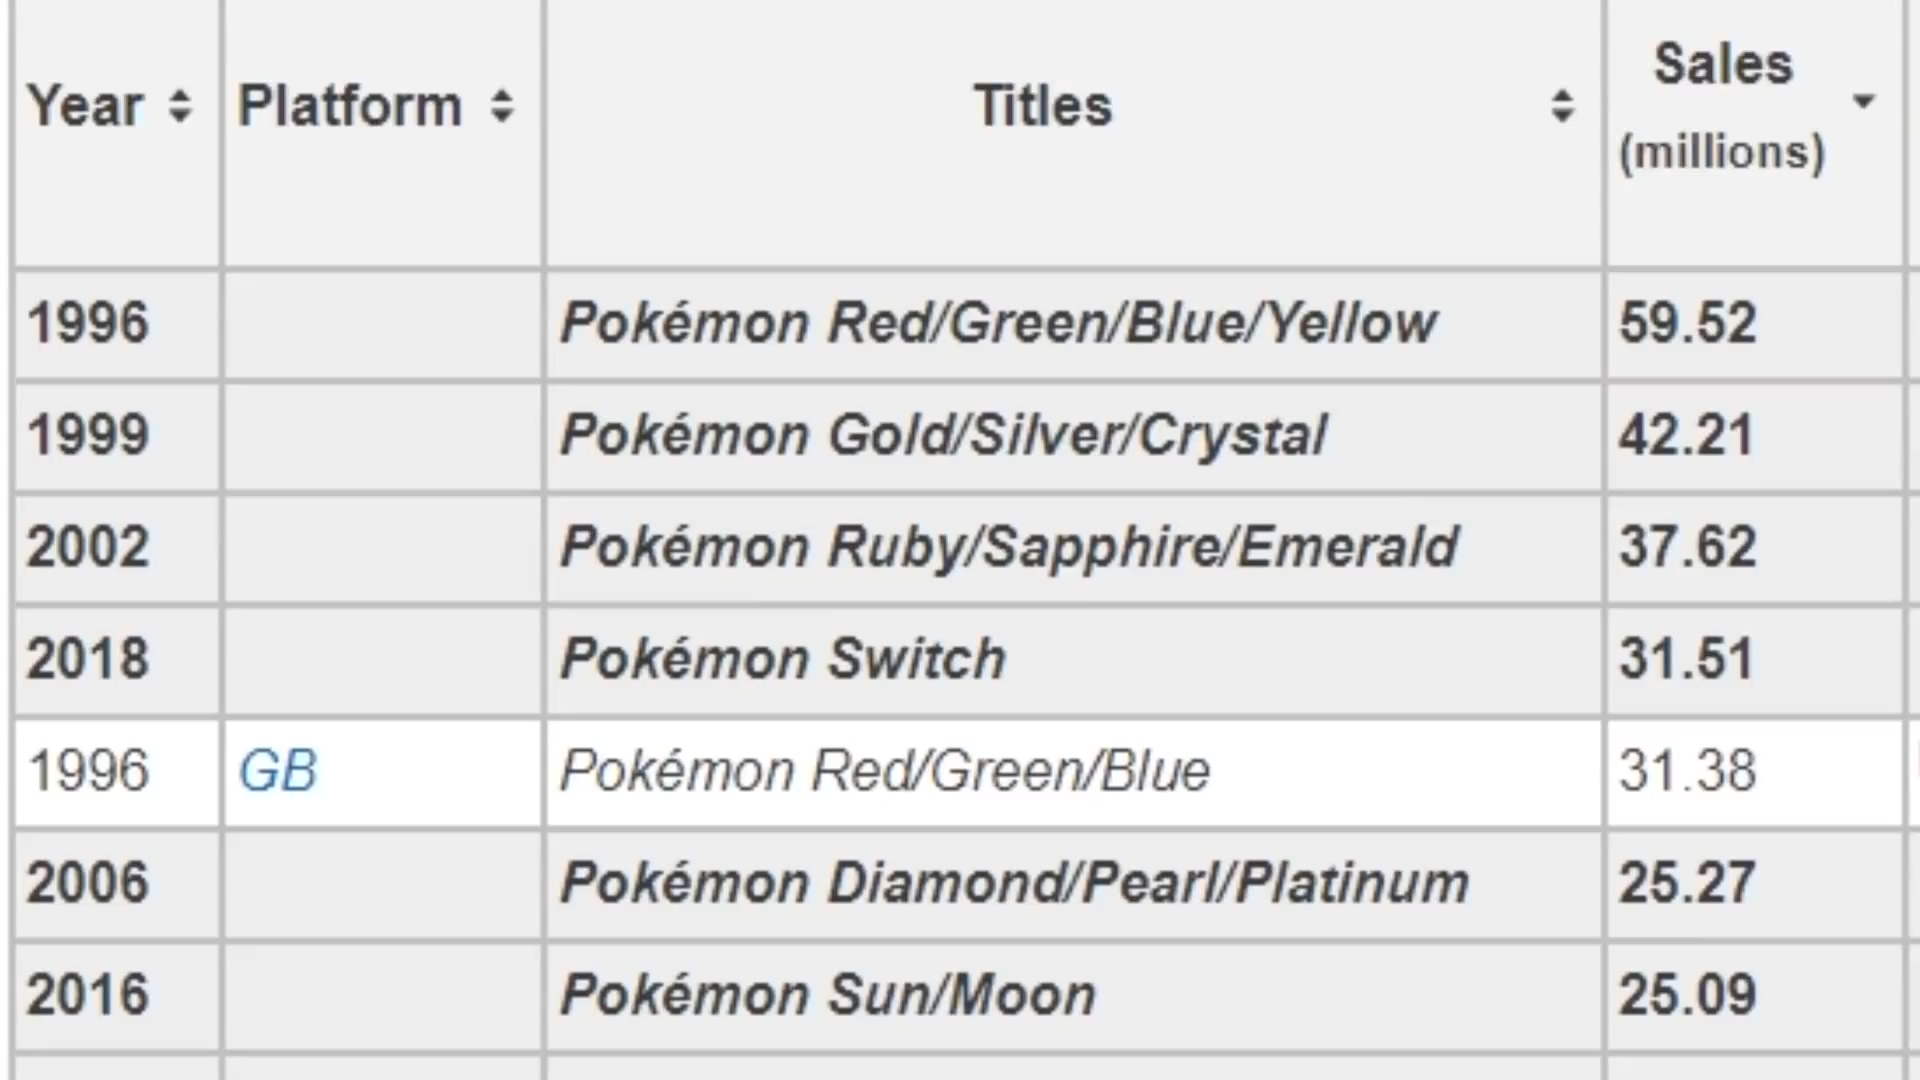 Year Platform Titles Sales (millions)
1996 Pokémon Red/Green/Blue/Yellow 59.52
1999 Pokémon Gold/Silver/Crystal 42.21
2002 Pokémon Ruby/Sapphire/Emerald 37.62
2018 Pokémon Switch 31.51
1996 GB Pokémon Red/Green/Blue 31.38
2006 Pokémon Diamond/Pearl/Platinum 25.27
2016 Pokémon Sun/Moon 25.09